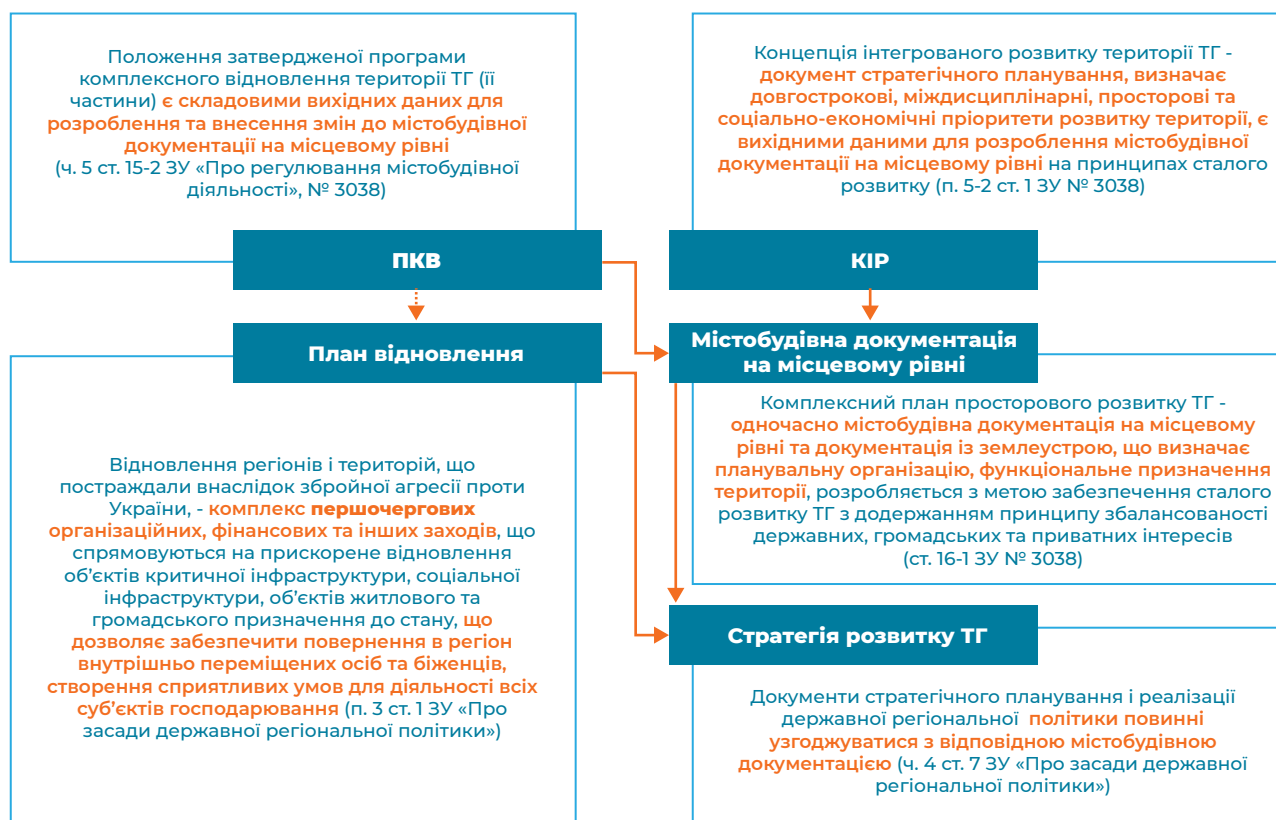 Положення затвердженої програми
комплексного відновлення території ТГ (її
частини) є складовими вихідних даних для
розроблення та внесення змін до містобудівної
документації на місцевому рівні
(ч. 5 ст. 15-2 ЗУ «Про регулювання містобудівної
діяльності», № 3038)
ПКВ
План відновлення
Відновлення регіонів і територій, що
постраждали внаслідок збройної агресії проти
України, - комплекс першочергових
організаційних, фінансових та інших заходів, що
спрямовуються на прискорене відновлення
об’єктів критичної інфраструктури, соціальної
інфраструктури, об’єктів житлового та
громадського призначення до стану, що
дозволяє забезпечити повернення в регіон
внутрішньо переміщених осіб та біженців,
створення сприятливих умов для діяльності всіх
суб’єктів господарювання (п. 3 ст. 1 ЗУ «Про
засади державної регіональної політики»)
Концепція інтегрованого розвитку території ТГ -
документ стратегічного планування, визначає
довгострокові, міждисциплінарні, просторові та
соціально-економічні пріоритети розвитку території, є
вихідними даними для розроблення містобудівної
документації на місцевому рівні на принципах сталого
розвитку (п. 5-2 ст. 1 ЗУ № 3038)
КІР
Містобудівна документація
на місцевому рівні
Комплексний план просторового розвитку ТГ -
одночасно містобудівна документація на місцевому
рівні та документація із землеустрою, що визначає
планувальну організацію, функціональне призначення
території, розробляється з метою забезпечення сталого
розвитку ТГ з додержанням принципу збалансованості
державних, громадських та приватних інтересів
(ст. 16-1 ЗУ № 3038)
Стратегія розвитку ТГ
Документи стратегічного планування і реалізації
державної регіональної політики повинні
узгоджуватися з відповідною містобудівною
документацією (ч. 4 ст. 7 ЗУ «Про засади державної
регіональної політики»)